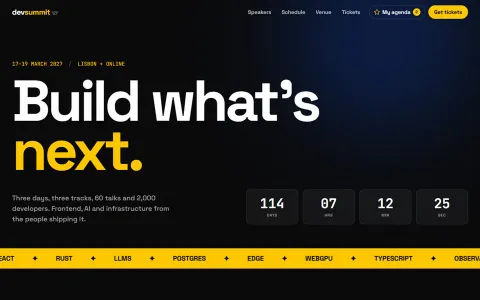 devsummit
Speakers Schedule Venue Tickets My agenda Get tickets
17-19 MARCH 2027 / LISBON + ONLINE
Build what's
next.
Three days, three tracks, 60 talks and 2,000
developers. Frontend, AI and infrastructure from
the people shipping it.
114 07 12 25
DAYS HRS MIN SEC
EACT ✦ RUST ✦ LLMS ✦ POSTGRES ✦ EDGE ✦ WEBGPU ✦ TYPESCRIPT ✦ OBSERVA